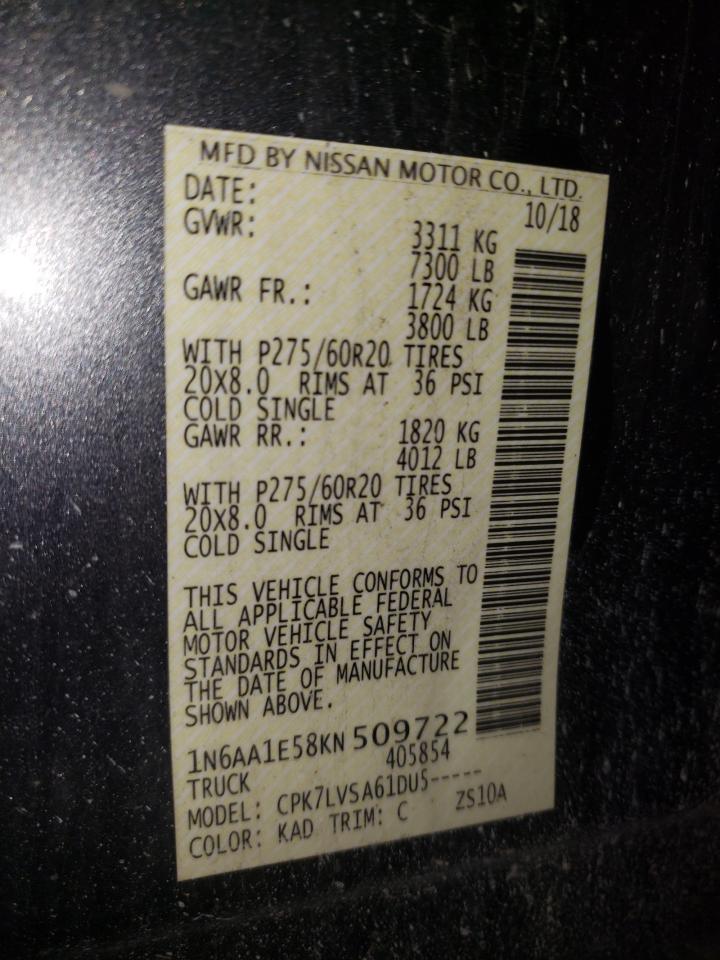 MFD BY NISSAN MOTOR CO., LTD.
DATE: 10/18
GVWR: 3311 KG
7300 LB
GAWR FR.: 1724 KG
3800 LB
WITH P275/60R20 TIRES
20X8.0 RIMS AT 36 PSI
COLD SINGLE
GAWR RR.: 1820 KG
4012 LB
WITH P275/60R20 TIRES
20X8.0 RIMS AT 36 PSI
COLD SINGLE
THIS VEHICLE CONFORMS TO
ALL APPLICABLE FEDERAL
MOTOR VEHICLE SAFETY
STANDARDS IN EFFECT ON
THE DATE OF MANUFACTURE
SHOWN ABOVE.
1N6AA1E58KN509722
TRUCK 405854
MODEL: CPK7LVSA61DU5-----
COLOR: KAD TRIM: C ZS10A